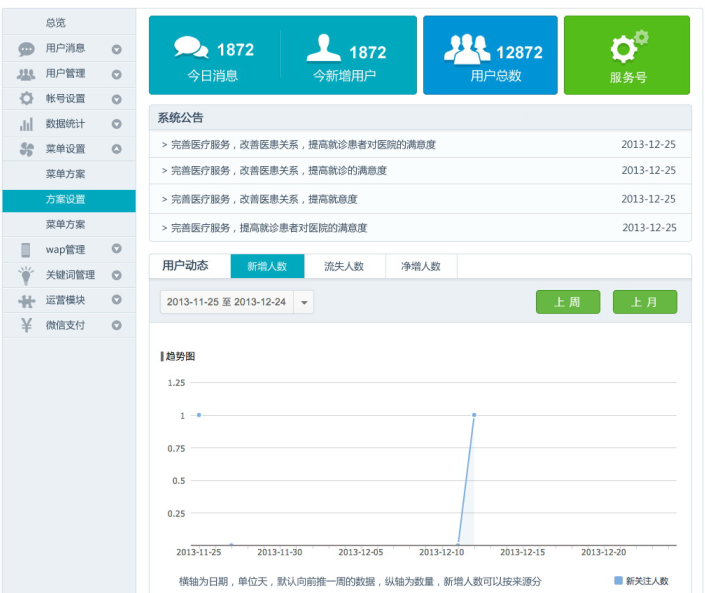 总览
用户消息
用户管理
帐号设置
数据统计
菜单设置
菜单方案
方案设置
菜单方案
wap管理
关键词管理
运营模块
微信支付
1872
今日消息
1872
今新增用户
12872
用户总数
服务号
系统公告
> 完善医疗服务，改善医患关系，提高就诊患者对医院的满意度 2013-12-25
> 完善医疗服务，改善医患关系，提高就诊的满意度 2013-12-25
> 完善医疗服务，改善医患关系，提高就意度 2013-12-25
> 完善医疗服务，提高就诊患者对医院的满意度 2013-12-25
用户动态 新增人数 流失人数 净增人数
2013-11-25 至 2013-12-24 上周 上月
趋势图
1.25
1
0.75
0.5
0.25
2013-11-25 2013-11-30 2013-12-05 2013-12-10 2013-12-15 2013-12-20
横轴为日期，单位天，默认向前推一周的数据，纵轴为数量，新增人数可以按来源分 新关注人数